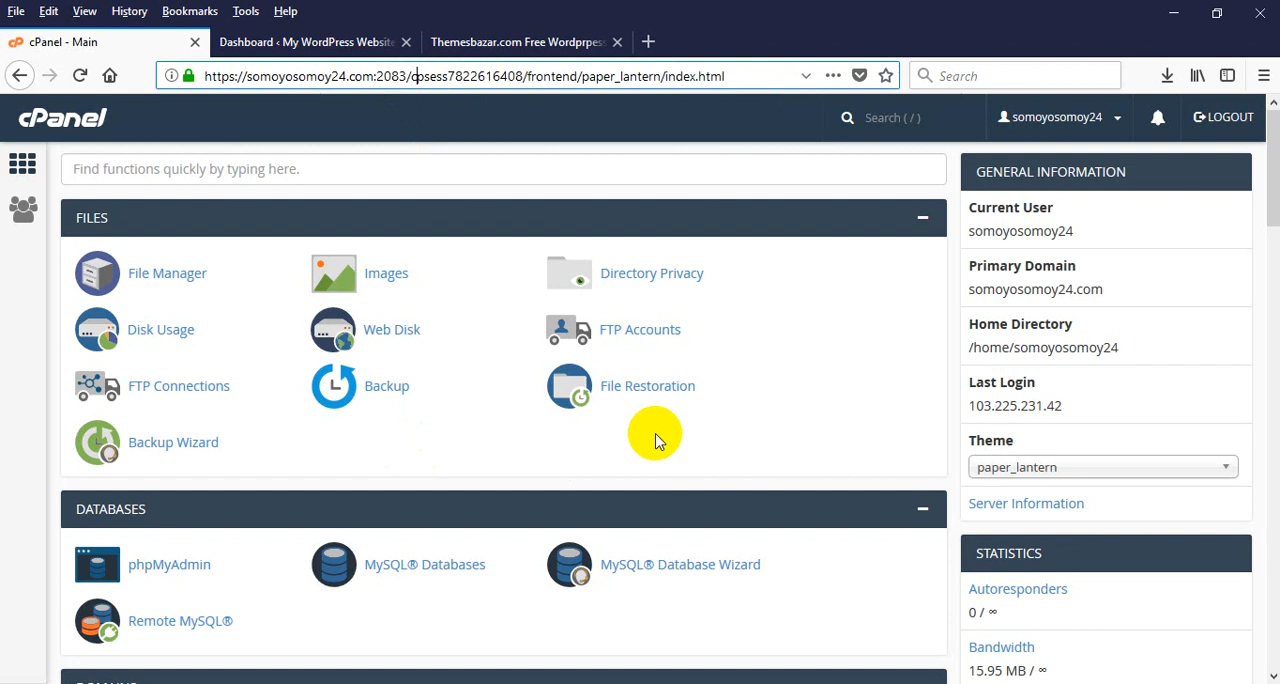 File Edit View History Bookmarks Tools Help
cPanel - Main
Dashboard ‹ My WordPress Website
Themesbazar.com Free Wordprpess
https://somoyosomoy24.com:2083/cpsess7822616408/frontend/paper_lantern/index.html
Search
cPanel
Search ( / )
somoyosomoy24
LOGOUT
Find functions quickly by typing here.
FILES
File Manager
Images
Directory Privacy
Disk Usage
Web Disk
FTP Accounts
FTP Connections
Backup
File Restoration
Backup Wizard
DATABASES
phpMyAdmin
MySQL® Databases
MySQL® Database Wizard
Remote MySQL®
GENERAL INFORMATION
Current User
somoyosomoy24
Primary Domain
somoyosomoy24.com
Home Directory
/home/somoyosomoy24
Last Login
103.225.231.42
Theme
paper_lantern
Server Information
STATISTICS
Autoresponders
0 / ∞
Bandwidth
15.95 MB / ∞